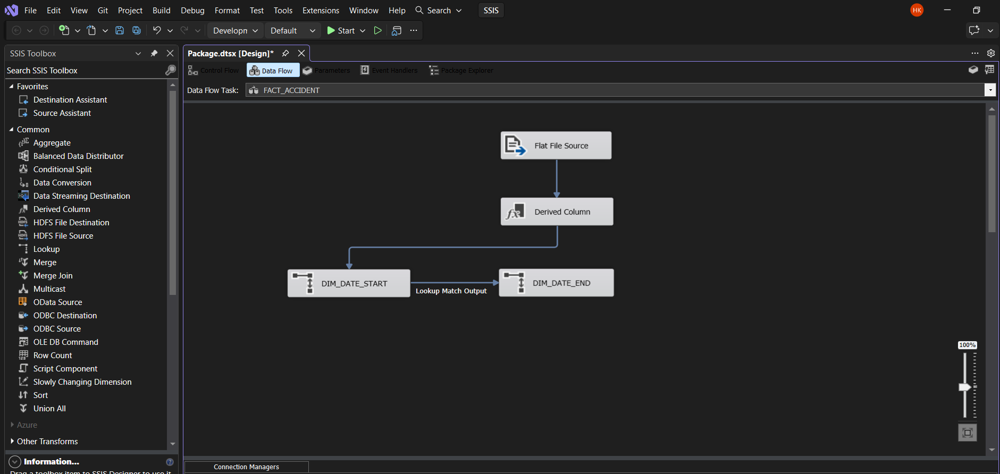 File Edit View Git Project Build Debug Format Test Tools Extensions Window Help Search SSIS HK
Developn Default Start
SSIS Toolbox
Package.dtsx [Design]*
Search SSIS Toolbox
Control Flow Data Flow Parameters Event Handlers Package Explorer
Data Flow Task: FACT_ACCIDENT
Favorites
Destination Assistant
Source Assistant
Common
Aggregate
Balanced Data Distributor
Conditional Split
Data Conversion
Data Streaming Destination
Derived Column
HDFS File Destination
HDFS File Source
Lookup
Merge
Merge Join
Multicast
OData Source
ODBC Destination
ODBC Source
OLE DB Command
Row Count
Script Component
Slowly Changing Dimension
Sort
Union All
Azure
Other Transforms
Information...
Drag a toolbox item to SSIS Designer to use it
Flat File Source
Derived Column
DIM_DATE_START
Lookup Match Output
DIM_DATE_END
100%
Connection Managers